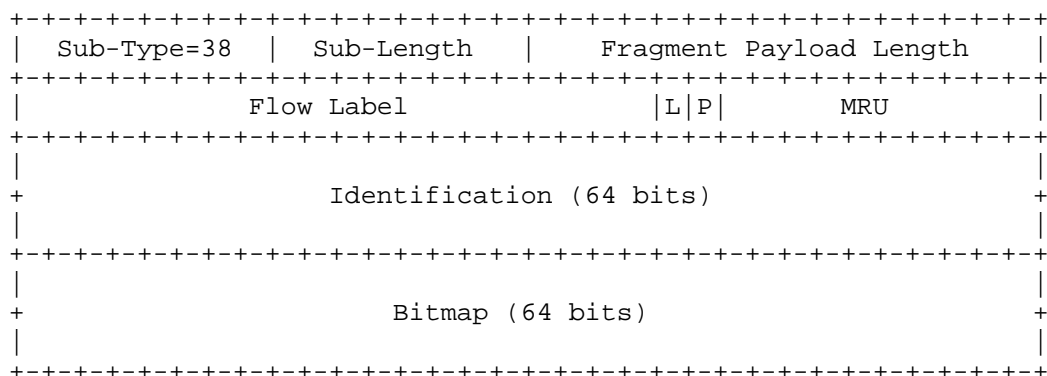 +-+-+-+-+-+-+-+-+-+-+-+-+-+-+-+-+-+-+-+-+-+-+-+-+-+-+-+-+-+-+-+-+
|  Sub-Type=38  |  Sub-Length   |    Fragment Payload Length    |
+-+-+-+-+-+-+-+-+-+-+-+-+-+-+-+-+-+-+-+-+-+-+-+-+-+-+-+-+-+-+-+-+
|              Flow Label               |L|P|       MRU         |
+-+-+-+-+-+-+-+-+-+-+-+-+-+-+-+-+-+-+-+-+-+-+-+-+-+-+-+-+-+-+-+-+
|                                                               |
+                   Identification (64 bits)                    +
|                                                               |
+-+-+-+-+-+-+-+-+-+-+-+-+-+-+-+-+-+-+-+-+-+-+-+-+-+-+-+-+-+-+-+-+
|                                                               |
+                       Bitmap (64 bits)                        +
|                                                               |
+-+-+-+-+-+-+-+-+-+-+-+-+-+-+-+-+-+-+-+-+-+-+-+-+-+-+-+-+-+-+-+-+